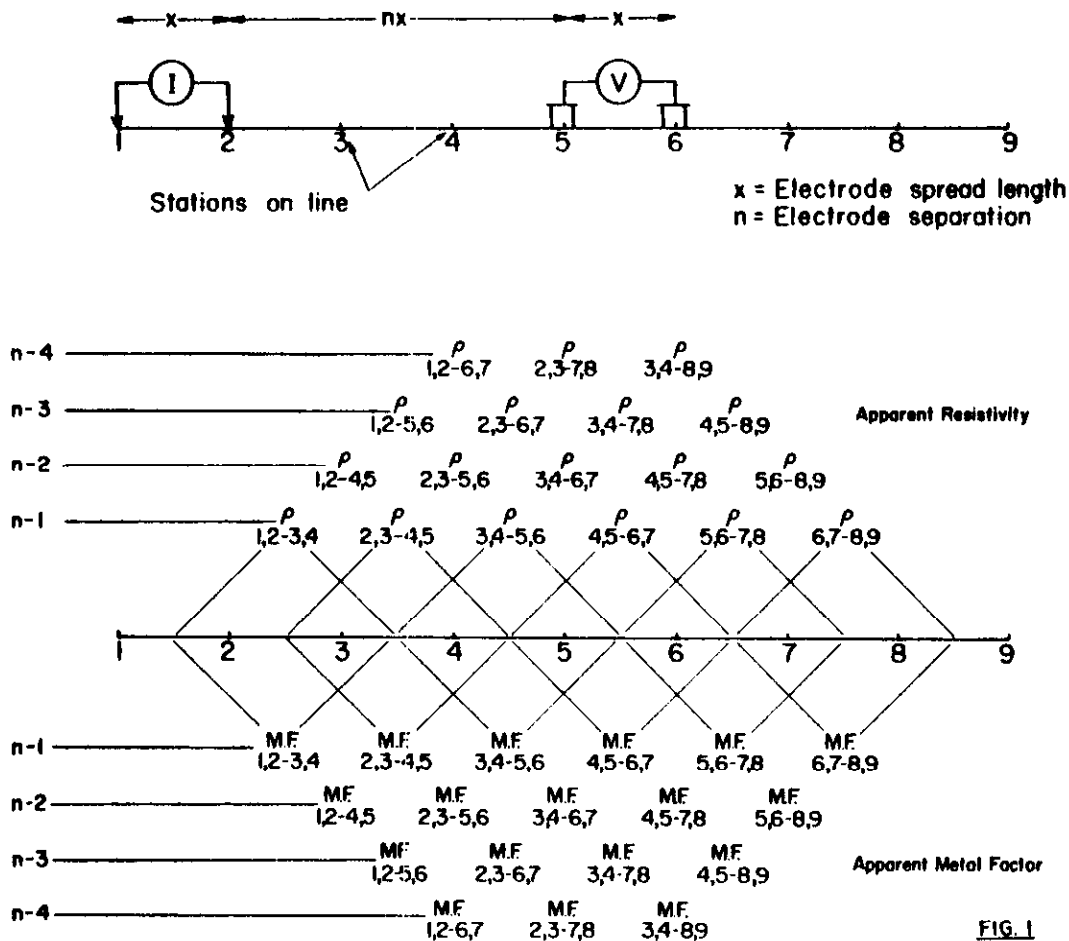 x nx x
I V
1 2 3 4 5 6 7 8 9
Stations on line
x = Electrode spread length
n = Electrode separation
n-4 ρ ρ ρ
1,2-6,7 2,3-7,8 3,4-8,9
n-3 ρ ρ ρ ρ Apparent Resistivity
1,2-5,6 2,3-6,7 3,4-7,8 4,5-8,9
n-2 ρ ρ ρ ρ ρ
1,2-4,5 2,3-5,6 3,4-6,7 4,5-7,8 5,6-8,9
n-1 ρ ρ ρ ρ ρ ρ
1,2-3,4 2,3-4,5 3,4-5,6 4,5-6,7 5,6-7,8 6,7-8,9
1 2 3 4 5 6 7 8 9
n-1 M.F. M.F. M.F. M.F. M.F. M.F.
1,2-3,4 2,3-4,5 3,4-5,6 4,5-6,7 5,6-7,8 6,7-8,9
n-2 M.F. M.F. M.F. M.F. M.F.
1,2-4,5 2,3-5,6 3,4-6,7 4,5-7,8 5,6-8,9
n-3 M.F. M.F. M.F. M.F. Apparent Metal Factor
1,2-5,6 2,3-6,7 3,4-7,8 4,5-8,9
n-4 M.F. M.F. M.F.
1,2-6,7 2,3-7,8 3,4-8,9
FIG. 1